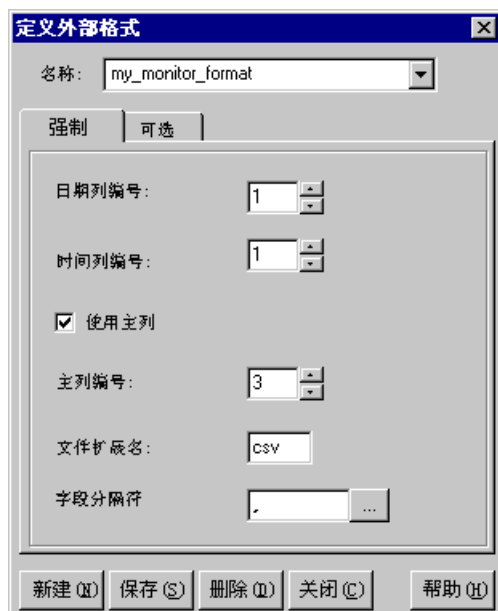 定义外部格式
名称: my_monitor_format
强制 可选
日期列编号: 1
时间列编号: 1
使用主列
主列编号: 3
文件扩展名: csv
字段分隔符 , ...
新建(N) 保存(S) 删除(D) 关闭(C) 帮助(H)